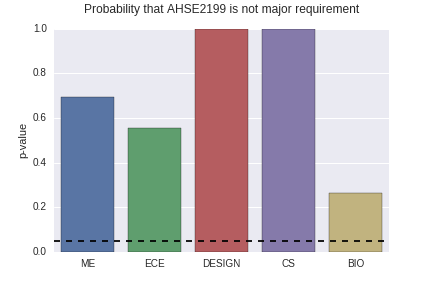 Probability that AHSE2199 is not major requirement
1.0
0.8
0.6
0.4
0.2
0.0
p-value
ME ECE DESIGN CS BIO